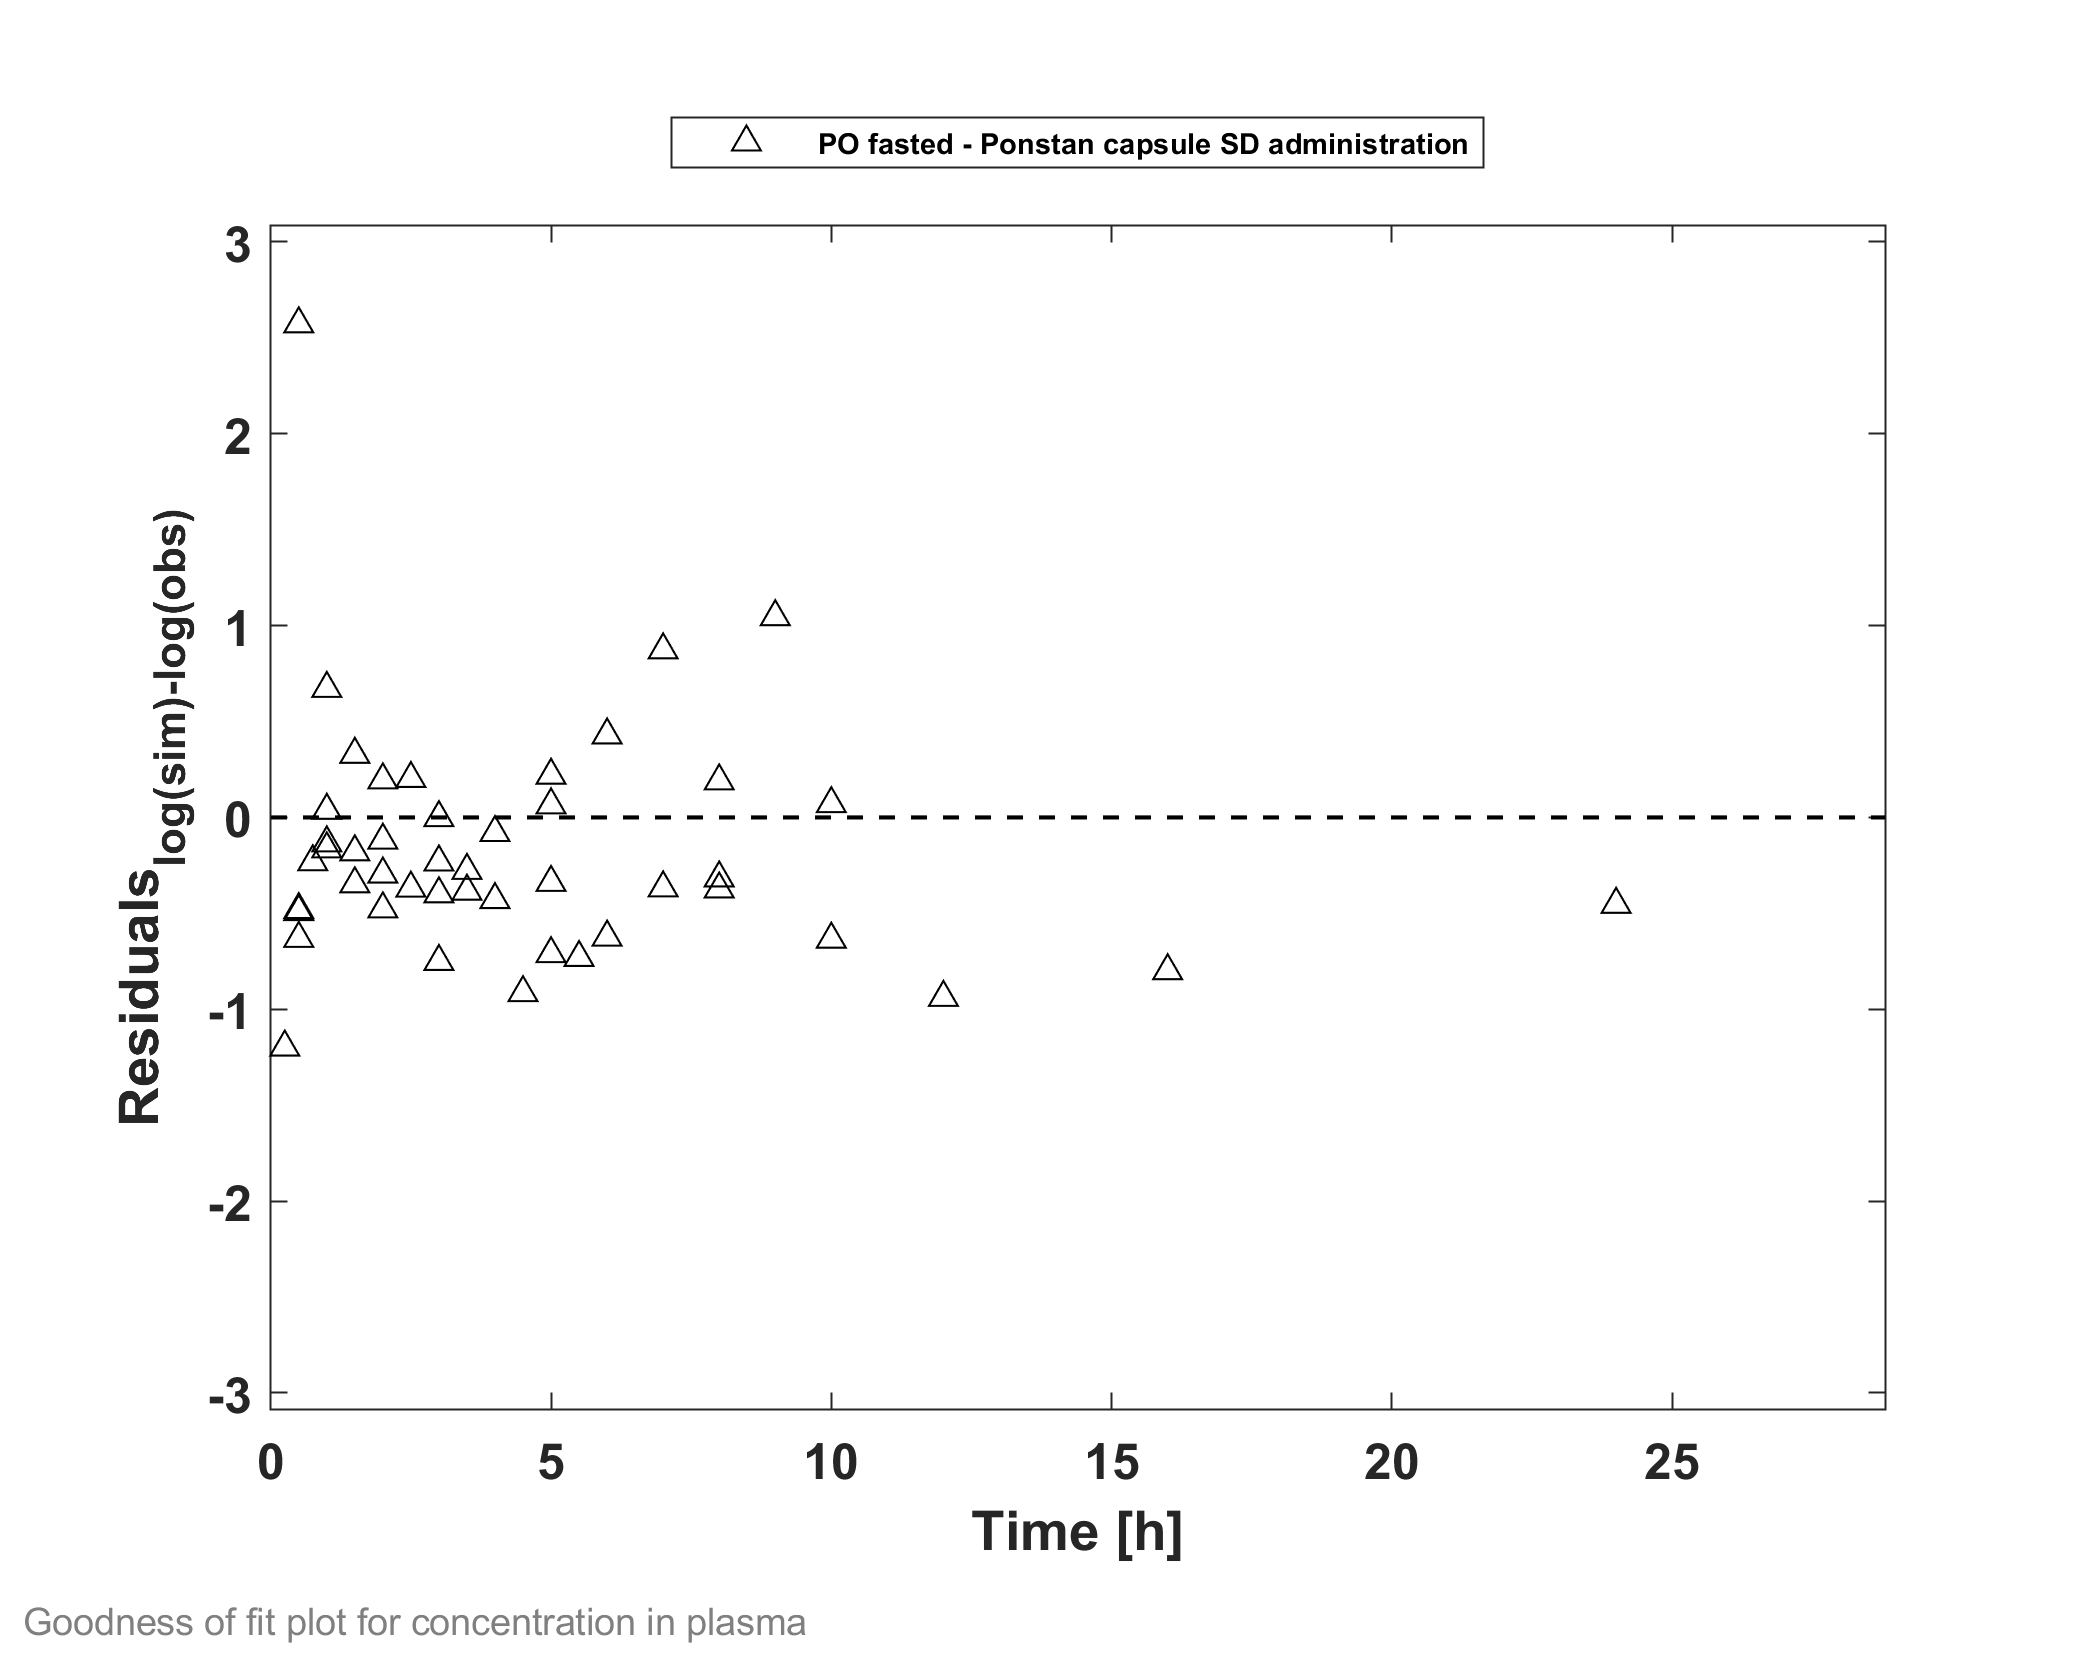 PO fasted - Ponstan capsule SD administration
3
2
1
0
-1
-2
-3
Residuals log(sim)-log(obs)
0 5 10 15 20 25
Time [h]
Goodness of fit plot for concentration in plasma